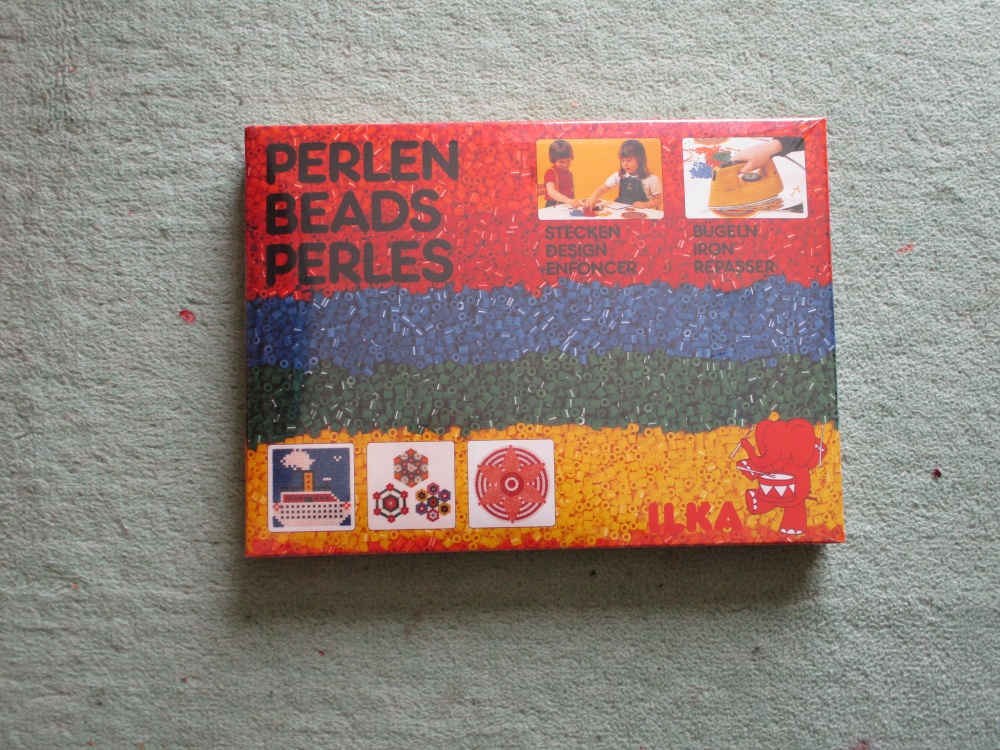 PERLEN
BEADS
PERLES
STECKEN
DESIGN
ENFONCER
BÜGELN
IRON
REPASSER
ILKA